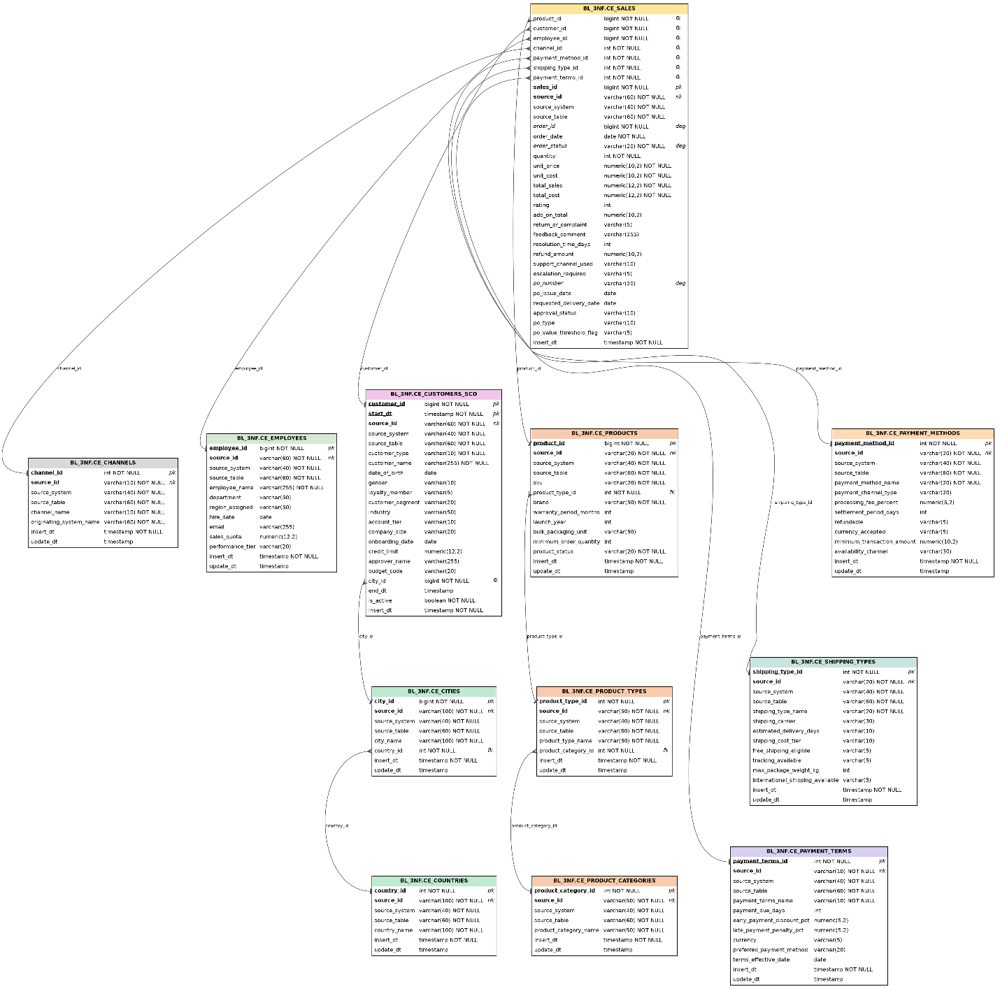 BL_3NF.CE_SALES
product_id bigint NOT NULL fk
customer_id bigint NOT NULL fk
employee_id bigint NOT NULL fk
channel_id int NOT NULL fk
payment_method_id int NOT NULL fk
shipping_type_id int NOT NULL fk
payment_terms_id int NOT NULL fk
sales_id bigint NOT NULL pk
source_id varchar(60) NOT NULL nk
source_system varchar(40) NOT NULL
source_table varchar(60) NOT NULL
order_id bigint NOT NULL deg
order_date date NOT NULL
order_status varchar(20) NOT NULL deg
quantity int NOT NULL
unit_price numeric(10,2) NOT NULL
unit_cost numeric(10,2) NOT NULL
total_sales numeric(12,2) NOT NULL
total_cost numeric(12,2) NOT NULL
rating int
add_on_total numeric(10,2)
return_or_complaint varchar(5)
feedback_comment varchar(255)
resolution_time_days int
refund_amount numeric(10,2)
support_channel_used varchar(10)
escalation_required varchar(5)
po_number varchar(20) deg
po_issue_date date
requested_delivery_date date
approval_status varchar(10)
po_type varchar(10)
po_value_threshold_flag varchar(5)
insert_dt timestamp NOT NULL
channel_id
employee_id
customer_id
product_id
payment_method_id
shipping_type_id
BL_3NF.CE_CHANNELS
channel_id int NOT NULL pk
source_id varchar(10) NOT NULL nk
source_system varchar(40) NOT NULL
source_table varchar(60) NOT NULL
channel_name varchar(10) NOT NULL
originating_system_name varchar(60) NOT NULL
insert_dt timestamp NOT NULL
update_dt timestamp
BL_3NF.CE_EMPLOYEES
employee_id bigint NOT NULL pk
source_id varchar(60) NOT NULL nk
source_system varchar(40) NOT NULL
source_table varchar(60) NOT NULL
employee_name varchar(255) NOT NULL
department varchar(50)
region_assigned varchar(50)
hire_date date
email varchar(255)
sales_quota numeric(12,2)
performance_tier varchar(20)
insert_dt timestamp NOT NULL
update_dt timestamp
BL_3NF.CE_CUSTOMERS_SCD
customer_id bigint NOT NULL pk
start_dt timestamp NOT NULL pk
source_id varchar(60) NOT NULL nk
source_system varchar(40) NOT NULL
source_table varchar(60) NOT NULL
customer_type varchar(10) NOT NULL
customer_name varchar(255) NOT NULL
date_of_birth date
gender varchar(10)
loyalty_member varchar(5)
customer_segment varchar(20)
industry varchar(50)
account_tier varchar(10)
company_size varchar(20)
onboarding_date date
credit_limit numeric(12,2)
approver_name varchar(255)
budget_code varchar(20)
city_id bigint NOT NULL fk
end_dt timestamp
is_active boolean NOT NULL
insert_dt timestamp NOT NULL
BL_3NF.CE_PRODUCTS
product_id bigint NOT NULL pk
source_id varchar(20) NOT NULL nk
source_system varchar(40) NOT NULL
source_table varchar(60) NOT NULL
sku varchar(20) NOT NULL
product_type_id int NOT NULL fk
brand varchar(50) NOT NULL
warranty_period_months int
launch_year int
bulk_packaging_unit varchar(50)
minimum_order_quantity int
product_status varchar(20) NOT NULL
insert_dt timestamp NOT NULL
update_dt timestamp
BL_3NF.CE_PAYMENT_METHODS
payment_method_id int NOT NULL pk
source_id varchar(20) NOT NULL nk
source_system varchar(40) NOT NULL
source_table varchar(60) NOT NULL
payment_method_name varchar(20) NOT NULL
payment_channel_type varchar(20)
processing_fee_percent numeric(5,2)
settlement_period_days int
refundable varchar(5)
currency_accepted varchar(5)
minimum_transaction_amount numeric(10,2)
availability_channel varchar(30)
insert_dt timestamp NOT NULL
update_dt timestamp
city_id
product_type_id
payment_terms_id
BL_3NF.CE_SHIPPING_TYPES
shipping_type_id int NOT NULL pk
source_id varchar(20) NOT NULL nk
source_system varchar(40) NOT NULL
source_table varchar(60) NOT NULL
shipping_type_name varchar(20) NOT NULL
shipping_carrier varchar(30)
estimated_delivery_days varchar(10)
shipping_cost_tier varchar(10)
free_shipping_eligible varchar(5)
tracking_available varchar(5)
max_package_weight_kg int
international_shipping_available varchar(5)
insert_dt timestamp NOT NULL
update_dt timestamp
BL_3NF.CE_CITIES
city_id bigint NOT NULL pk
source_id varchar(100) NOT NULL nk
source_system varchar(40) NOT NULL
source_table varchar(60) NOT NULL
city_name varchar(100) NOT NULL
country_id int NOT NULL fk
insert_dt timestamp NOT NULL
update_dt timestamp
BL_3NF.CE_PRODUCT_TYPES
product_type_id int NOT NULL pk
source_id varchar(50) NOT NULL nk
source_system varchar(40) NOT NULL
source_table varchar(60) NOT NULL
product_type_name varchar(50) NOT NULL
product_category_id int NOT NULL fk
insert_dt timestamp NOT NULL
update_dt timestamp
country_id
product_category_id
BL_3NF.CE_PAYMENT_TERMS
payment_terms_id int NOT NULL pk
source_id varchar(10) NOT NULL nk
source_system varchar(40) NOT NULL
source_table varchar(60) NOT NULL
payment_terms_name varchar(10) NOT NULL
payment_due_days int
early_payment_discount_pct numeric(5,2)
late_payment_penalty_pct numeric(5,2)
currency varchar(5)
preferred_payment_method varchar(20)
terms_effective_date date
insert_dt timestamp NOT NULL
update_dt timestamp
BL_3NF.CE_COUNTRIES
country_id int NOT NULL pk
source_id varchar(100) NOT NULL nk
source_system varchar(40) NOT NULL
source_table varchar(60) NOT NULL
country_name varchar(100) NOT NULL
insert_dt timestamp NOT NULL
update_dt timestamp
BL_3NF.CE_PRODUCT_CATEGORIES
product_category_id int NOT NULL pk
source_id varchar(50) NOT NULL nk
source_system varchar(40) NOT NULL
source_table varchar(60) NOT NULL
product_category_name varchar(50) NOT NULL
insert_dt timestamp NOT NULL
update_dt timestamp